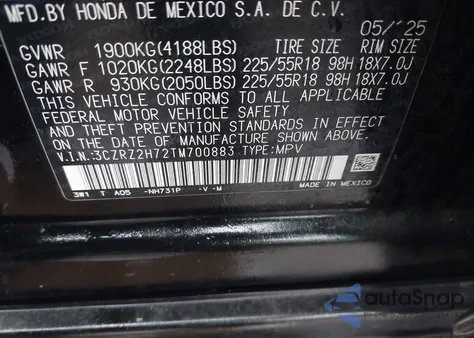 MFD.BY HONDA DE MEXICO S.A. DE C.V.
05/'25
GVWR 1900KG(4188LBS) TIRE SIZE RIM SIZE
GAWR F 1020KG(2248LBS) 225/55R18 98H 18X7.0J
GAWR R 930KG(2050LBS) 225/55R18 98H 18X7.0J
THIS VEHICLE CONFORMS TO ALL APPLICABLE
FEDERAL MOTOR VEHICLE SAFETY
AND THEFT PREVENTION STANDARDS IN EFFECT
ON THE DATE OF MANUFACTURE SHOWN ABOVE.
V.I.N:3CZRZ2H72TM700883 TYPE:MPV
3W1 T A05 -NH731P -V-M MADE IN MEXICO
autoSnap